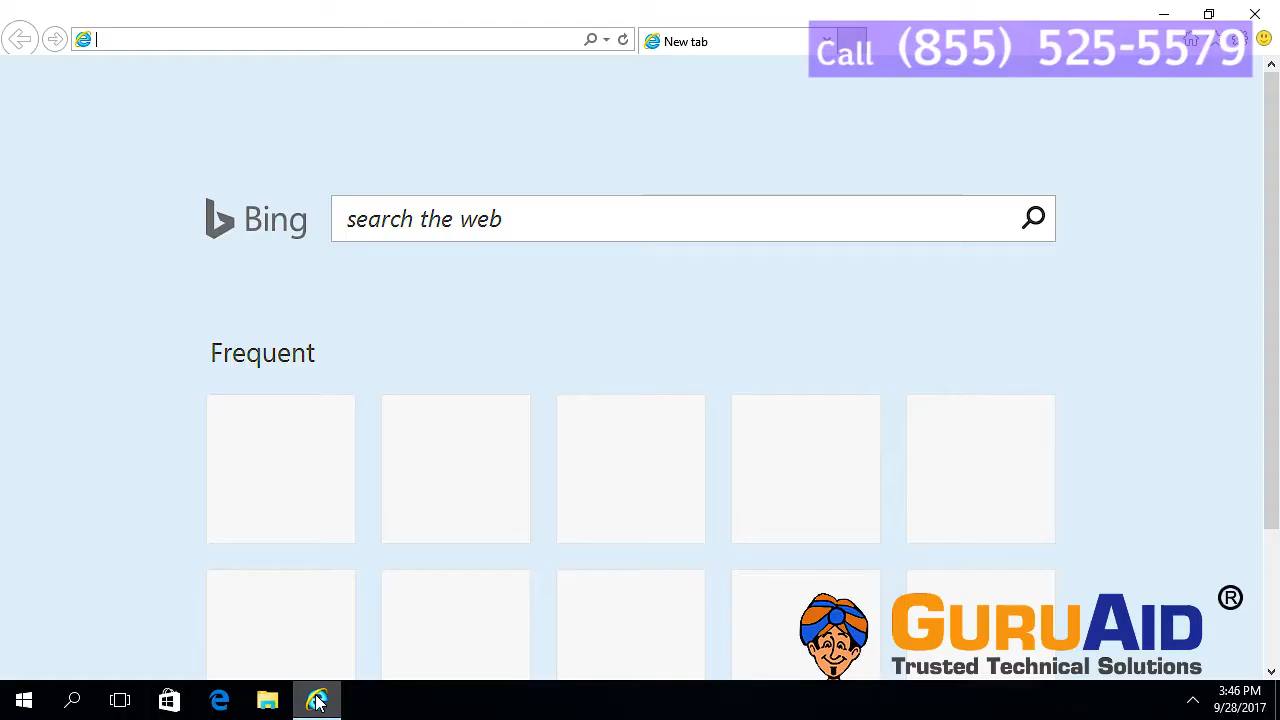 New tab
Call (855) 525-5579
Bing
search the web
Frequent
GURUAID ®
Trusted Technical Solutions
3:46 PM
9/28/2017